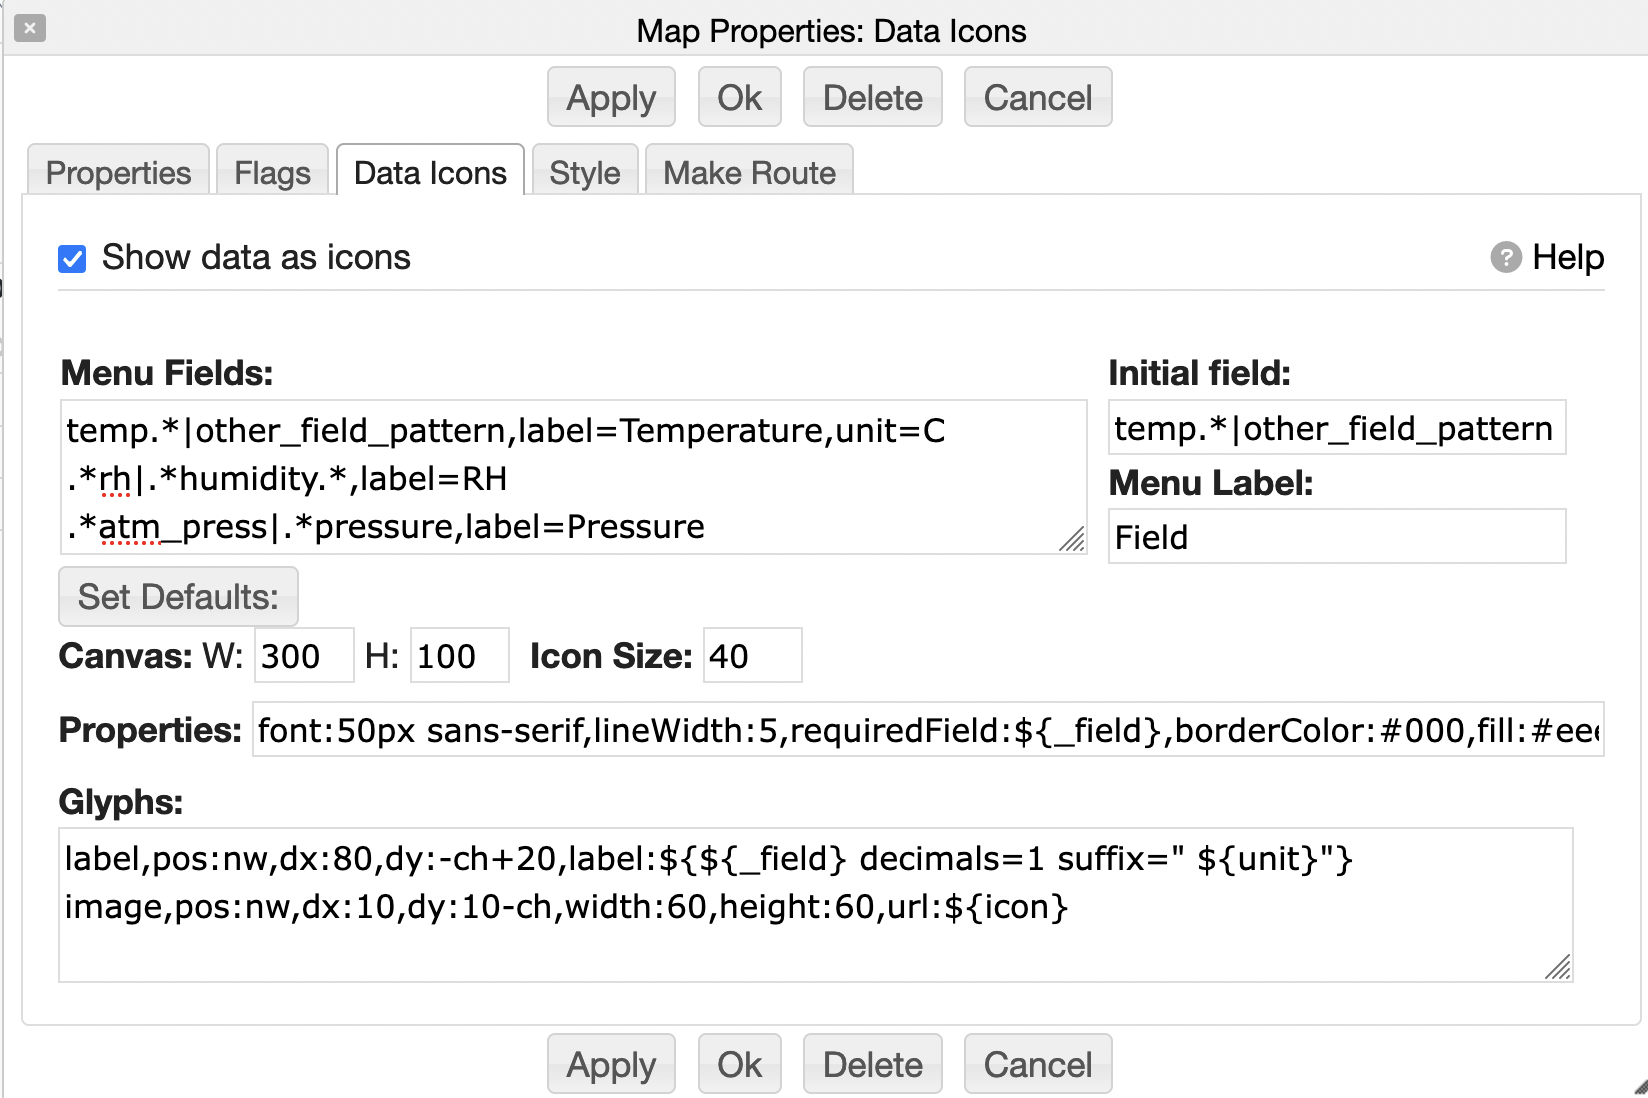 Map Properties: Data Icons
Apply Ok Delete Cancel
Properties Flags Data Icons Style Make Route
Show data as icons ? Help
Menu Fields: Initial field:
temp.*|other_field_pattern,label=Temperature,unit=C temp.*|other_field_pattern
.*rh|.*humidity.*,label=RH Menu Label:
.*atm_press|.*pressure,label=Pressure Field
Set Defaults:
Canvas: W: 300 H: 100 Icon Size: 40
Properties: font:50px sans-serif,lineWidth:5,requiredField:${_field},borderColor:#000,fill:#eee
Glyphs:
label,pos:nw,dx:80,dy:-ch+20,label:${${_field} decimals=1 suffix=" ${unit}"}
image,pos:nw,dx:10,dy:10-ch,width:60,height:60,url:${icon}
Apply Ok Delete Cancel